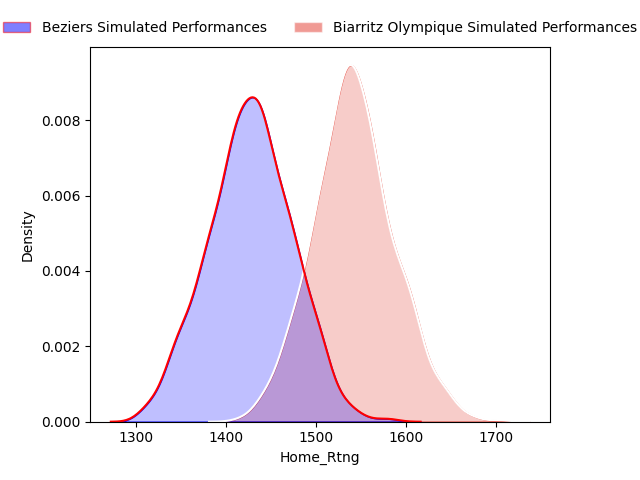 Beziers Simulated Performances
Biarritz Olympique Simulated Performances
Density
0.008
0.006
0.004
0.002
0.000
1300
1400
1500
1600
1700
Home_Rtng